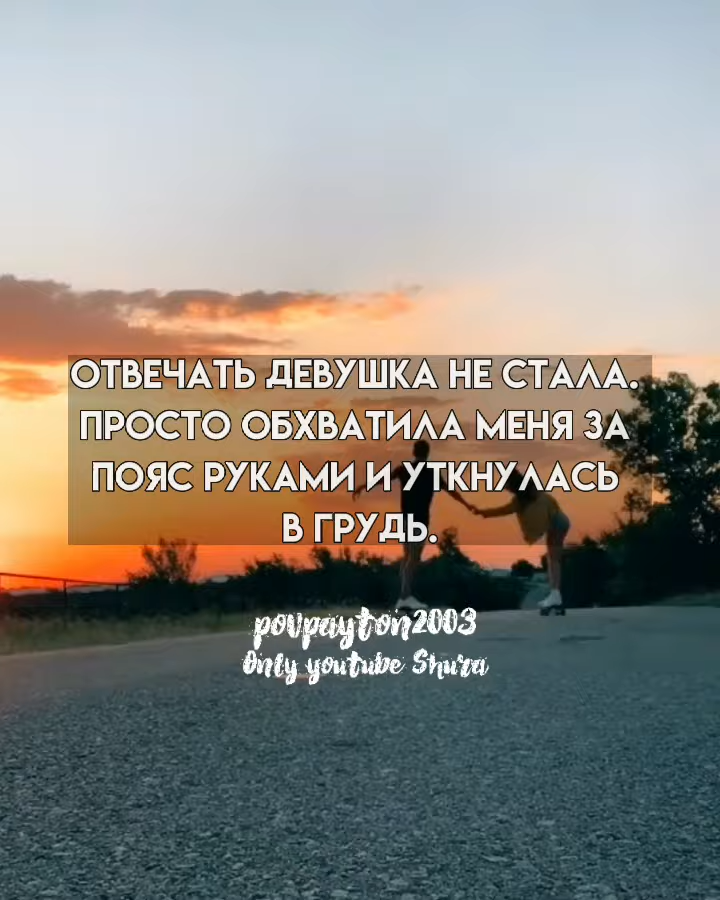 ОТВЕЧАТЬ ДЕВУШКА НЕ СТАЛА.
ПРОСТО ОБХВАТИЛА МЕНЯ ЗА
ПОЯС РУКАМИ И УТКНУЛАСЬ
В ГРУДЬ.
povpayton2003
Only youtube Shura